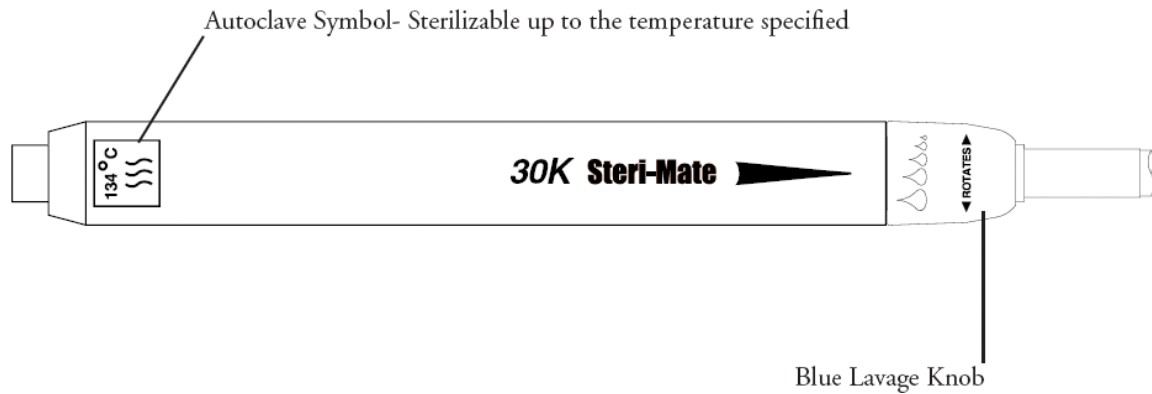 Autoclave Symbol- Sterilizable up to the temperature specified
134°C
30K Steri-Mate
ROTATES
Blue Lavage Knob